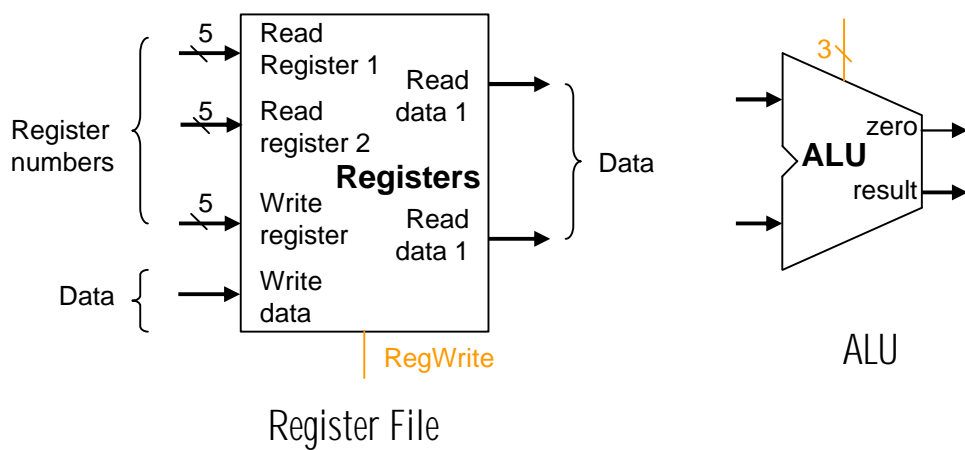 5
Read
Register 1
Read
data 1
5
Read
register 2
Register
numbers
Registers
Data
5
Write
register
Read
data 1
Data
Write
data
RegWrite
Register File
3
zero
ALU
result
ALU